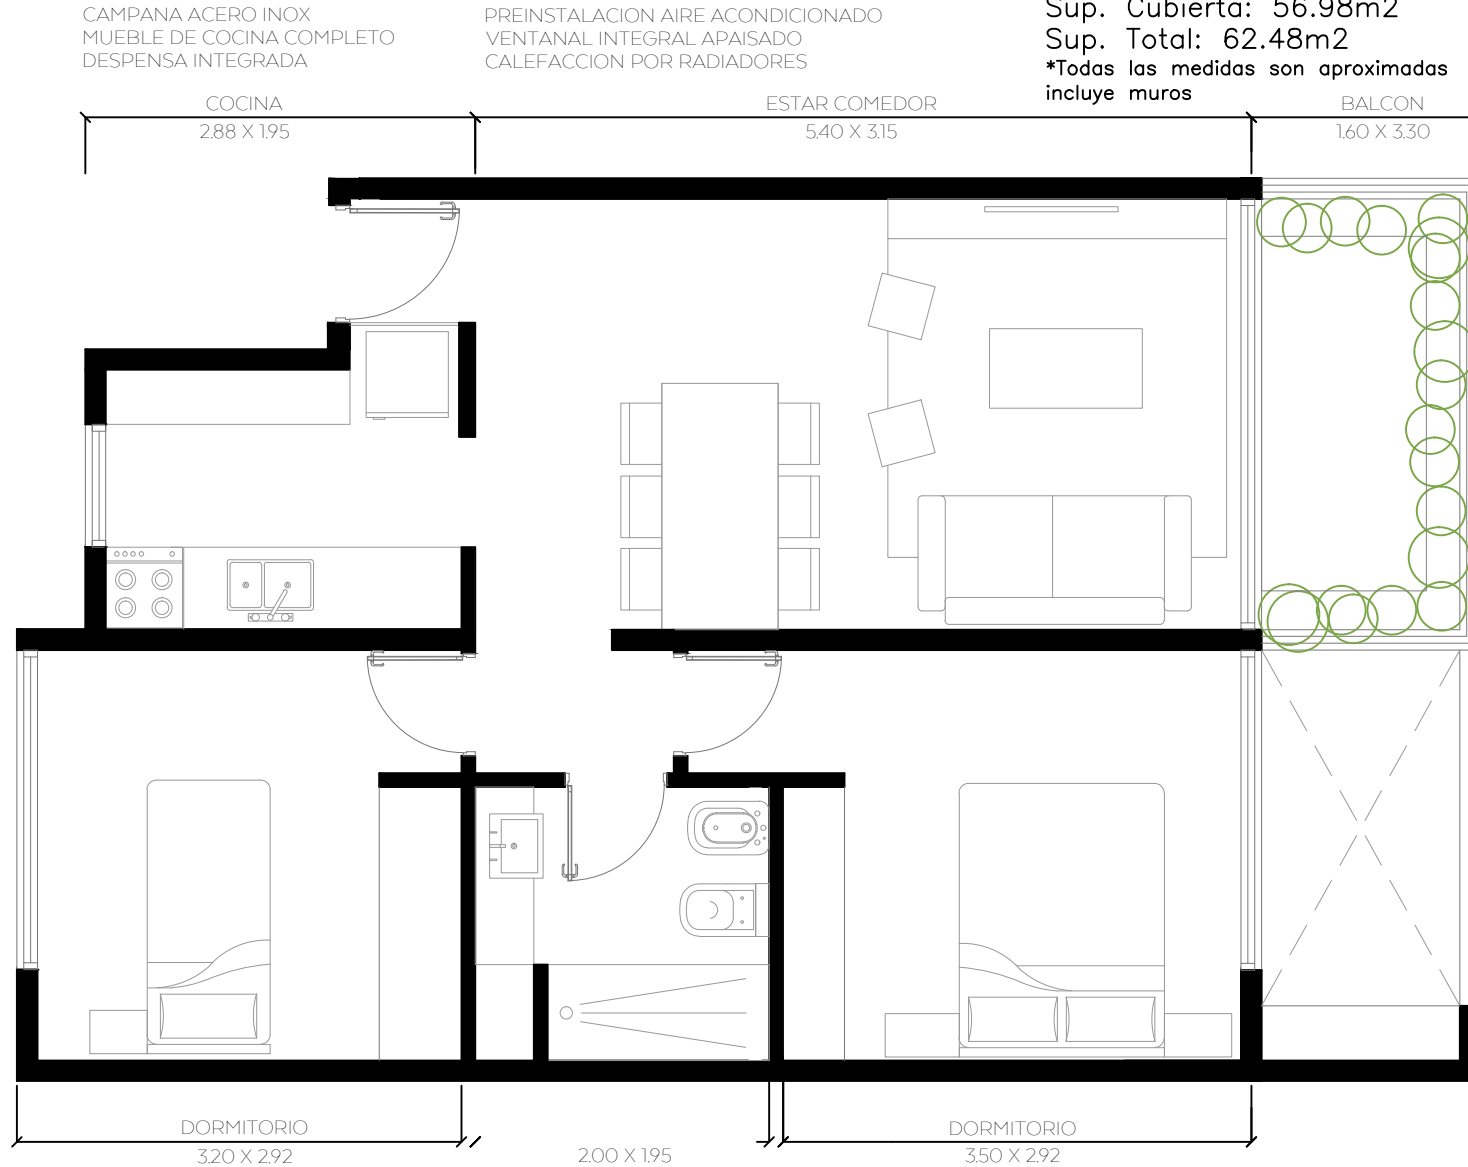 CAMPANA ACERO INOX
MUEBLE DE COCINA COMPLETO
DESPENSA INTEGRADA
PREINSTALACION AIRE ACONDICIONADO
VENTANAL INTEGRAL APAISADO
CALEFACCION POR RADIADORES
Sup. Cubierta: 56.98m2
Sup. Total: 62.48m2
*Todas las medidas son aproximadas
incluye muros
COCINA
2.88 X 1.95
ESTAR COMEDOR
5.40 X 3.15
BALCON
1.60 X 3.30
DORMITORIO
3.20 X 2.92
2.00 X 1.95
DORMITORIO
3.50 X 2.92